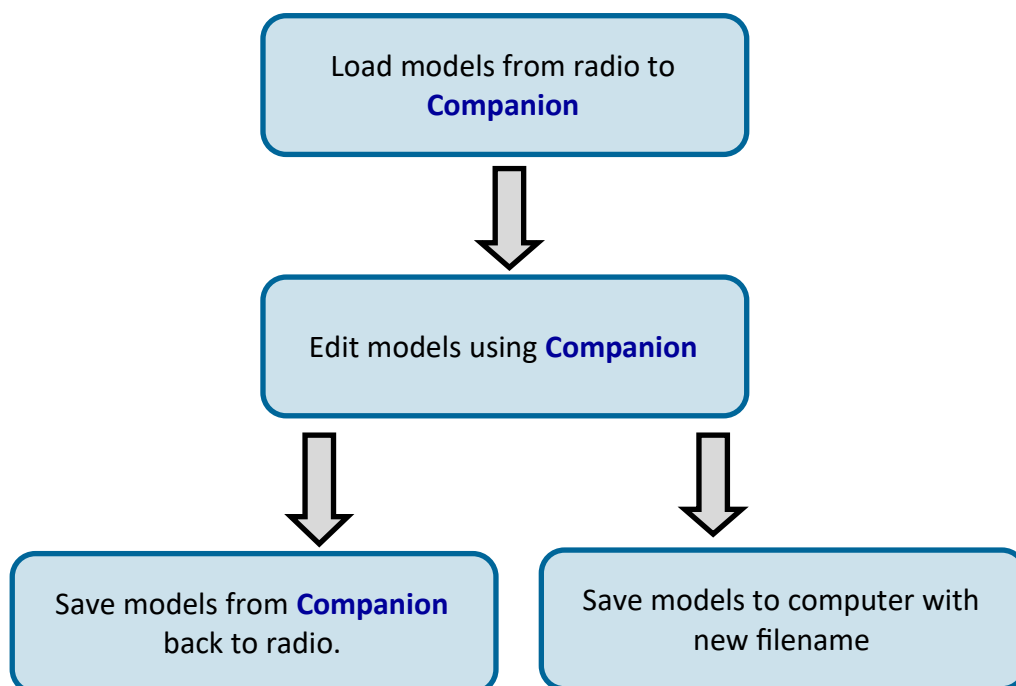 Load models from radio to
Companion
Edit models using Companion
Save models from Companion
back to radio.
Save models to computer with
new filename